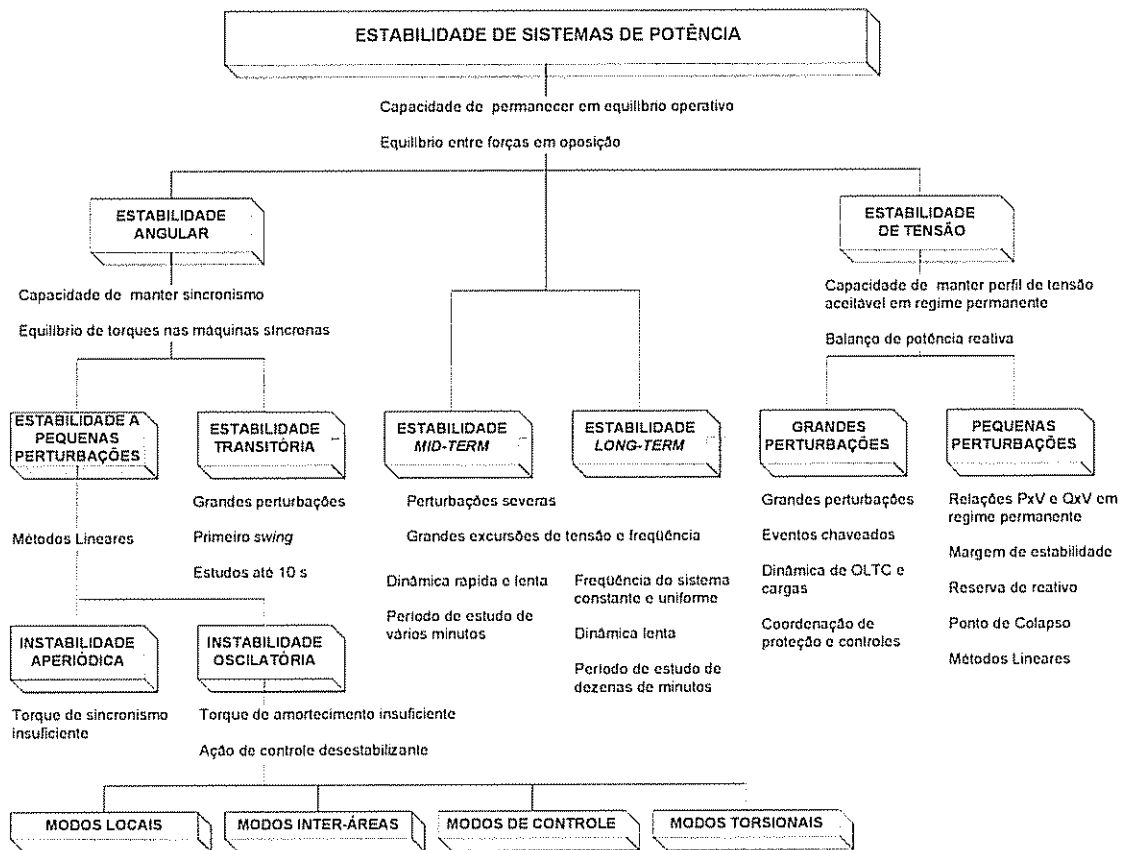 ESTABILIDADE DE SISTEMAS DE POTÊNCIA
Capacidade de permanecer em equilíbrio operativo
Equilíbrio entre forças em oposição
ESTABILIDADE
ANGULAR
Capacidade de manter sincronismo
Equilíbrio de torques nas máquinas síncronas
ESTABILIDADE
DE TENSÃO
Capacidade de manter perfil de tensão
aceitável em regime permanente
Balanço de potência reativa
ESTABILIDADE A
PEQUENAS
PERTURBAÇÕES
Métodos Lineares
ESTABILIDADE
TRANSITÓRIA
Grandes perturbações
Primeiro swing
Estudos até 10 s
ESTABILIDADE
MID-TERM
ESTABILIDADE
LONG-TERM
Perturbações severas
Grandes excursões de tensão e freqüência
Dinâmica rápida e lenta
Período de estudo de
vários minutos
Freqüência do sistema
constante e uniforme
Dinâmica lenta
Período de estudo de
dezenas de minutos
GRANDES
PERTURBAÇÕES
Grandes perturbações
Eventos chaveados
Dinâmica de OLTC e
cargas
Coordenação de
proteção e controles
PEQUENAS
PERTURBAÇÕES
Relações PxV e QxV em
regime permanente
Margem de estabilidade
Reserva de reativo
Ponto de Colapso
Métodos Lineares
INSTABILIDADE
APERIÓDICA
Torque de sincronismo
insuficiente
INSTABILIDADE
OSCILATÓRIA
Torque de amortecimento insuficiente
Ação de controle desestabilizante
MODOS LOCAIS
MODOS INTER-ÁREAS
MODOS DE CONTROLE
MODOS TORSIONAIS